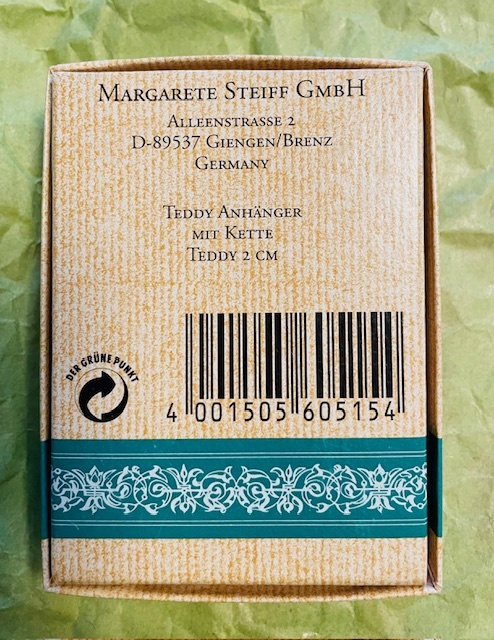 MARGARETE STEIFF GMBH
ALLEENSTRASSE 2
D-89537 GIENGEN/BRENZ
GERMANY
TEDDY ANHÄNGER
MIT KETTE
TEDDY 2 CM
DER GRÜNE PUNKT
4 001505 605154